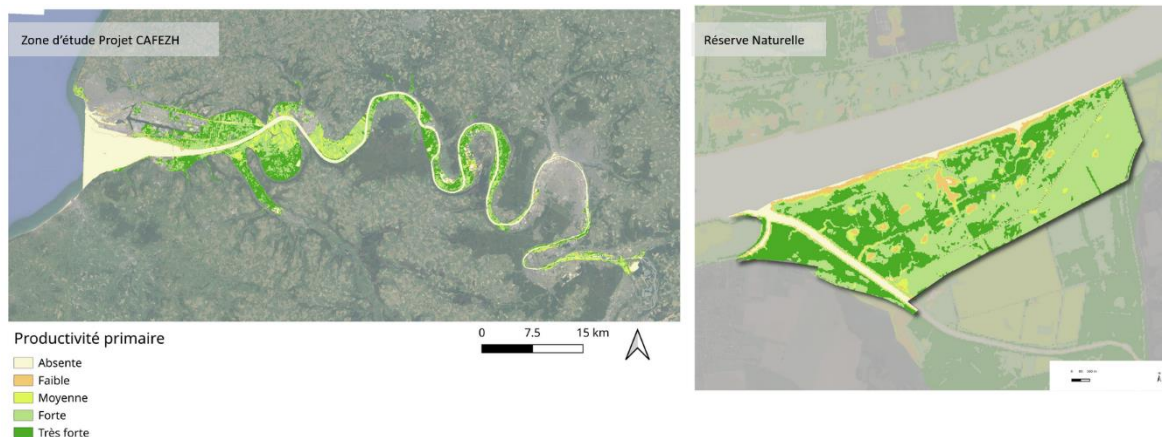 Zone d’étude Projet CAFEZH
Réserve Naturelle
Productivité primaire
Absente
Faible
Moyenne
Forte
Très forte
0 7.5 15 km